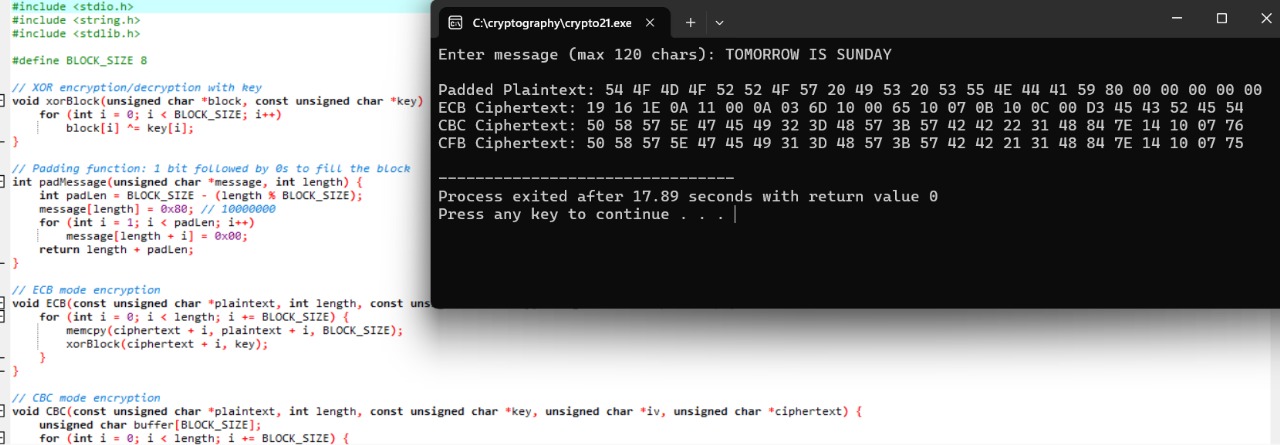 #include <stdio.h>
#include <string.h>
#include <stdlib.h>
#define BLOCK_SIZE 8
// XOR encryption/decryption with key
void xorBlock(unsigned char *block, const unsigned char *key)
for (int i = 0; i < BLOCK_SIZE; i++)
block[i] ^= key[i];
}
// Padding function: 1 bit followed by 0s to fill the block
int padMessage(unsigned char *message, int length) {
int padLen = BLOCK_SIZE - (length % BLOCK_SIZE);
message[length] = 0x80; // 10000000
for (int i = 1; i < padLen; i++)
message[length + i] = 0x00;
return length + padLen;
}
// ECB mode encryption
void ECB(const unsigned char *plaintext, int length, const uns
for (int i = 0; i < length; i += BLOCK_SIZE) {
memcpy(ciphertext + i, plaintext + i, BLOCK_SIZE);
xorBlock(ciphertext + i, key);
}
}
// CBC mode encryption
void CBC(const unsigned char *plaintext, int length, const unsigned char *key, unsigned char *iv, unsigned char *ciphertext) {
unsigned char buffer[BLOCK_SIZE];
for (int i = 0; i < length; i += BLOCK_SIZE) {
C:\cryptography\crypto21.exe
Enter message (max 120 chars): TOMORROW IS SUNDAY
Padded Plaintext: 54 4F 4D 4F 52 52 4F 57 20 49 53 20 53 55 4E 44 41 59 80 00 00 00 00 00
ECB Ciphertext: 19 16 1E 0A 11 00 0A 03 6D 10 00 65 10 07 0B 10 0C 00 D3 45 43 52 45 54
CBC Ciphertext: 50 58 57 5E 47 45 49 32 3D 48 57 3B 57 42 42 22 31 48 84 7E 14 10 07 76
CFB Ciphertext: 50 58 57 5E 47 45 49 31 3D 48 57 3B 57 42 42 21 31 48 84 7E 14 10 07 75
--------------------------------
Process exited after 17.89 seconds with return value 0
Press any key to continue . . .